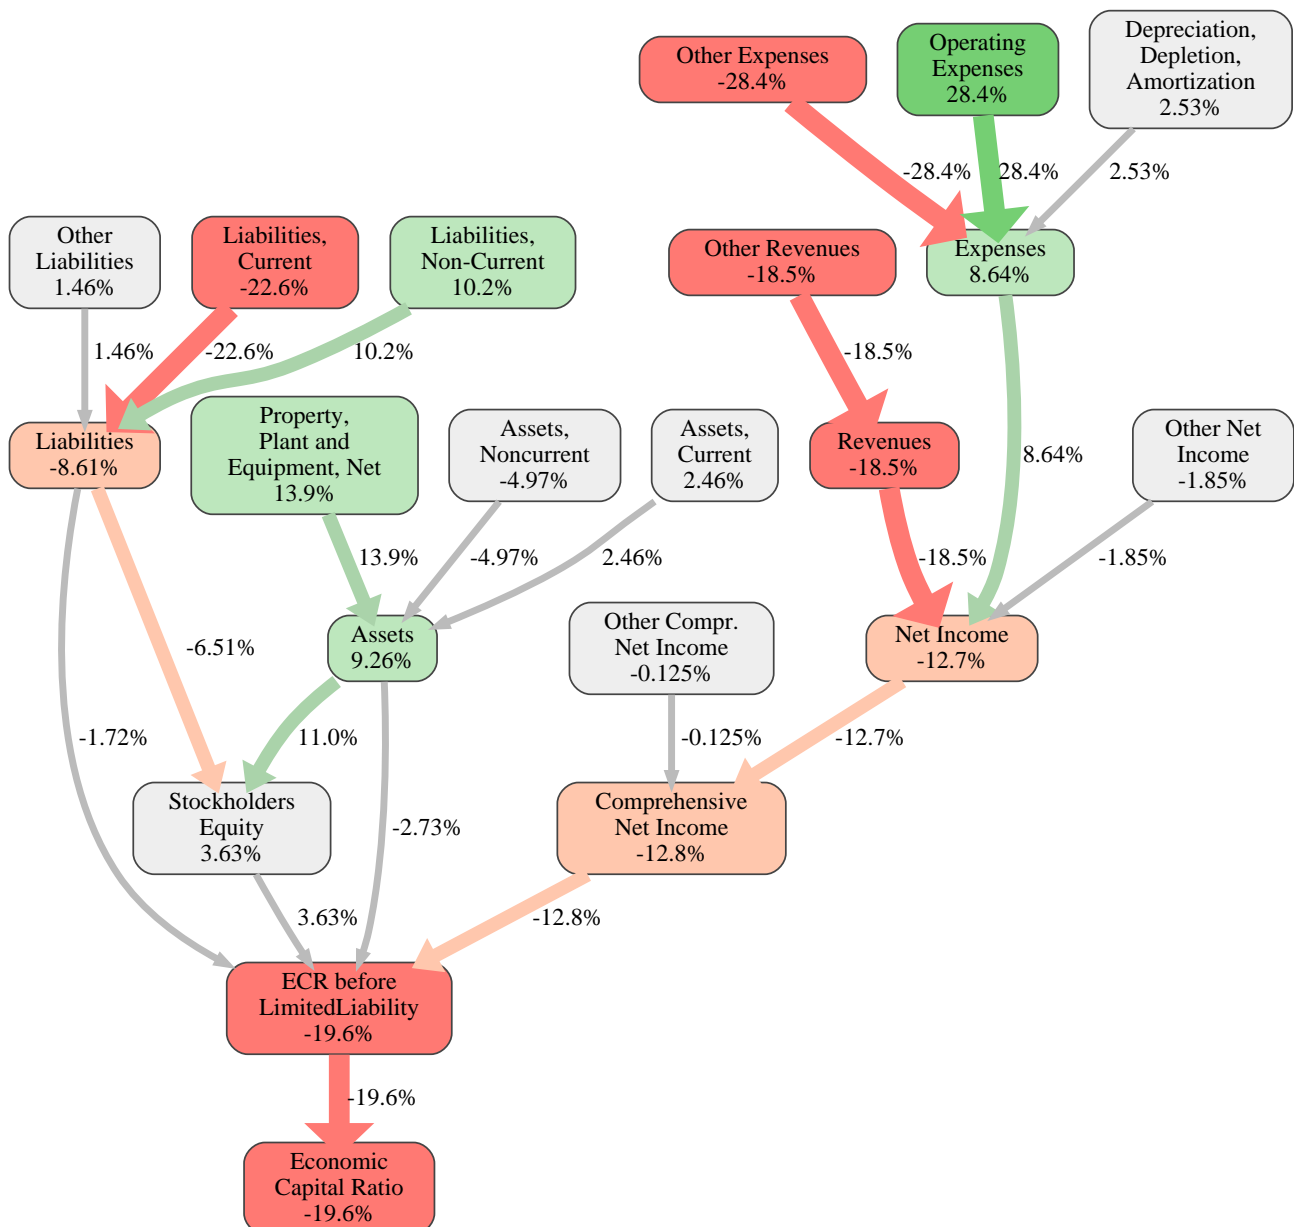 Other Expenses
-28.4%
Operating
Expenses
28.4%
Depreciation,
Depletion,
Amortization
2.53%
-28.4%
28.4%
2.53%
Other
Liabilities
1.46%
Liabilities,
Current
-22.6%
Liabilities,
Non-Current
10.2%
Other Revenues
-18.5%
Expenses
8.64%
1.46%
-22.6%
10.2%
-18.5%
Liabilities
-8.61%
Property,
Plant and
Equipment, Net
13.9%
Assets,
Noncurrent
-4.97%
Assets,
Current
2.46%
Revenues
-18.5%
8.64%
Other Net
Income
-1.85%
13.9%
-4.97%
2.46%
-18.5%
-1.85%
-6.51%
Assets
9.26%
Other Compr.
Net Income
-0.125%
Net Income
-12.7%
-1.72%
11.0%
-2.73%
-0.125%
-12.7%
Stockholders
Equity
3.63%
Comprehensive
Net Income
-12.8%
3.63%
-12.8%
ECR before
LimitedLiability
-19.6%
-19.6%
Economic
Capital Ratio
-19.6%